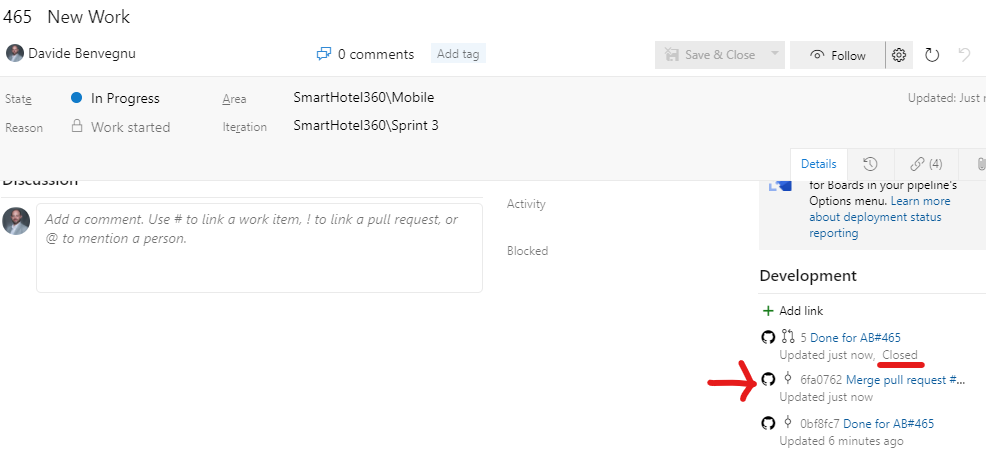 465 New Work
Davide Benvegnu
0 comments
Add tag
Save & Close
Follow
State
In Progress
Area
SmartHotel360\Mobile
Updated: Just
Reason
Work started
Iteration
SmartHotel360\Sprint 3
Details
(4)
Discussion
Add a comment. Use # to link a work item, ! to link a pull request, or
@ to mention a person.
Activity
Blocked
for Boards in your pipeline's
Options menu. Learn more
about deployment status
reporting
Development
+ Add link
5 Done for AB#465
Updated just now, Closed
6fa0762 Merge pull request #...
Updated just now
0bf8fc7 Done for AB#465
Updated 6 minutes ago